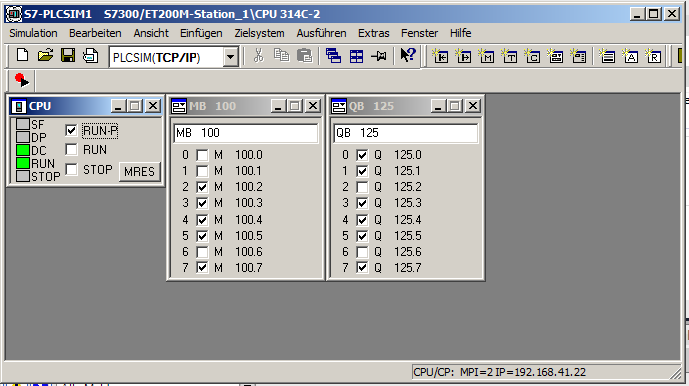 S7-PLCSIM1 S7300/ET200M-Station_1\CPU 314C-2
Simulation Bearbeiten Ansicht Einfügen Zielsystem Ausführen Extras Fenster Hilfe
PLCSIM(TCP/IP)
CPU
SF
DP
DC
RUN
STOP
RUN-P
RUN
STOP
MRES
MB 100
MB 100
0 M 100.0
1 M 100.1
2 M 100.2
3 M 100.3
4 M 100.4
5 M 100.5
6 M 100.6
7 M 100.7
QB 125
QB 125
0 Q 125.0
1 Q 125.1
2 Q 125.2
3 Q 125.3
4 Q 125.4
5 Q 125.5
6 Q 125.6
7 Q 125.7
CPU/CP: MPI=2 IP=192.168.41.22